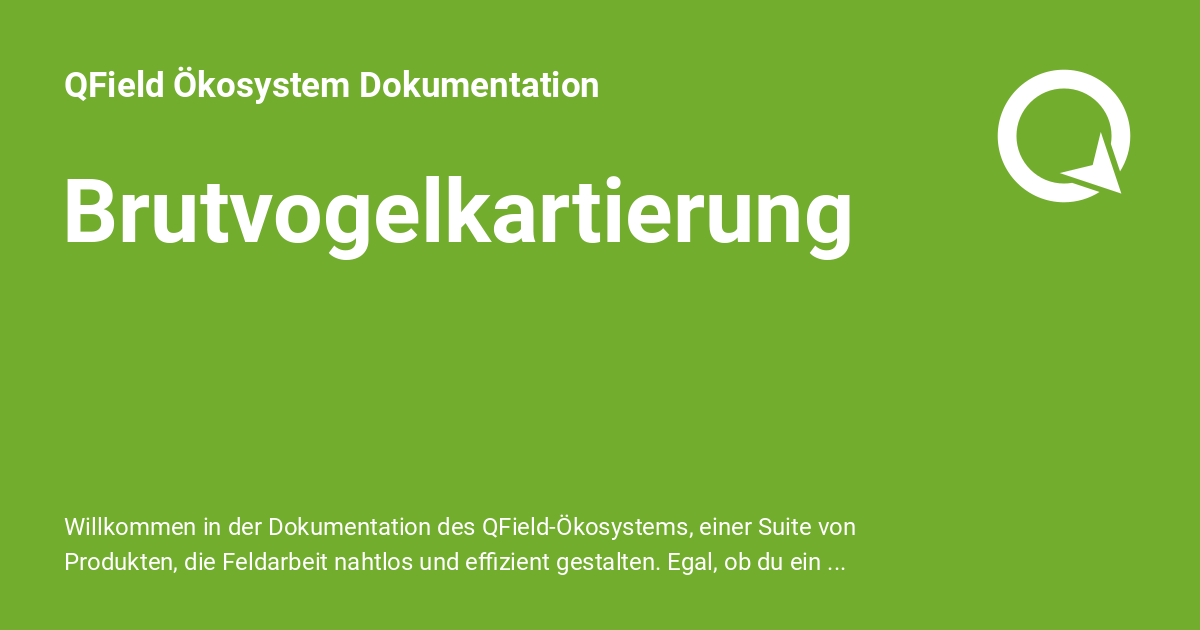 QField Ökosystem Dokumentation
Brutvogelkartierung
Willkommen in der Dokumentation des QField-Ökosystems, einer Suite von
Produkten, die Feldarbeit nahtlos und effizient gestalten. Egal, ob du ein ...